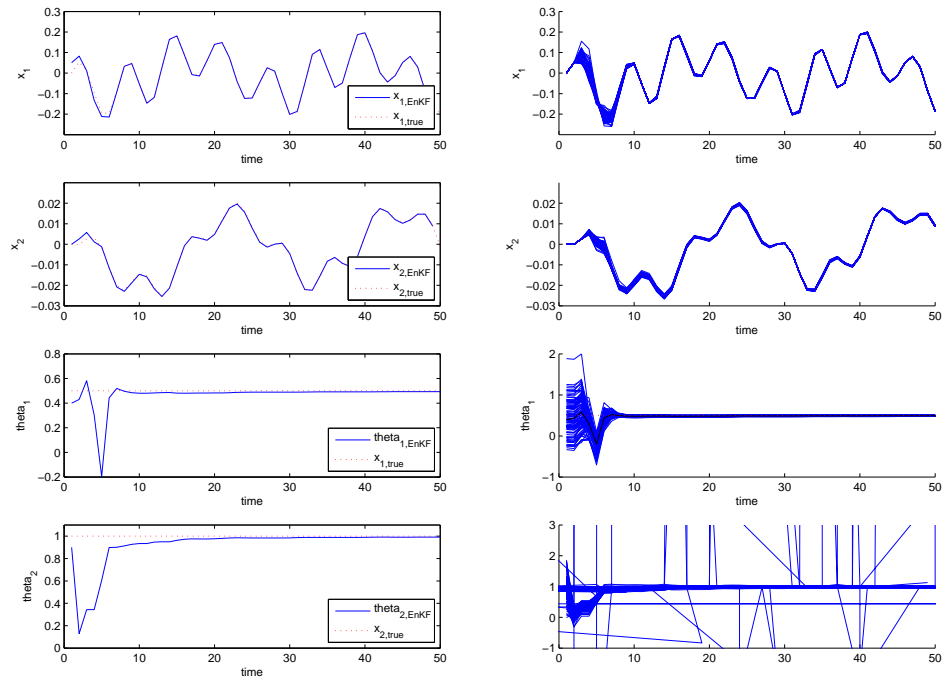 0.3
0.2
0.1
0
−0.1
−0.2
x1
0 10 20 30 40 50
time
x1,EnKF
x1,true
0.3
0.2
0.1
0
−0.1
−0.2
x1
0 10 20 30 40 50
time
0.02
0.01
0
−0.01
−0.02
−0.03
x2
0 10 20 30 40 50
time
x2,EnKF
x2,true
0.02
0.01
0
−0.01
−0.02
−0.03
x2
0 10 20 30 40 50
time
0.8
0.6
0.4
0.2
0
−0.2
theta1
0 10 20 30 40 50
time
theta1,EnKF
x1,true
2
1
0
−1
theta1
0 10 20 30 40 50
time
1
0.8
0.6
0.4
0.2
0
theta2
0 10 20 30 40 50
time
theta2,EnKF
x2,true
3
2
1
0
−1
theta2
0 10 20 30 40 50
time